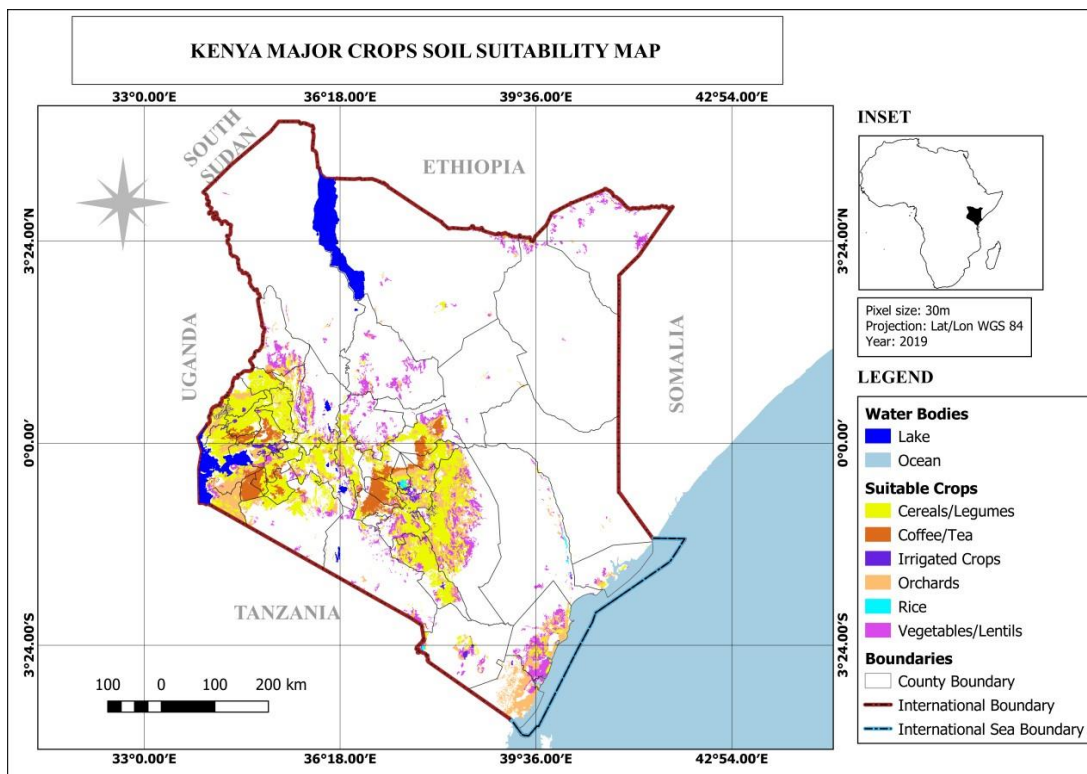 KENYA MAJOR CROPS SOIL SUITABILITY MAP
33°0.00′E 36°18.00′E 39°36.00′E 42°54.00′E
SOUTH
SUDAN
ETHIOPIA
3°24.00′N 3°24.00′N
UGANDA
SOMALIA
0°0.00′ 0°0.00′
TANZANIA
3°24.00′S 3°24.00′S
100 0 100 200 km
33°0.00′E 36°18.00′E 39°36.00′E 42°54.00′E
INSET
Pixel size: 30m
Projection: Lat/Lon WGS 84
Year: 2019
LEGEND
Water Bodies
Lake
Ocean
Suitable Crops
Cereals/Legumes
Coffee/Tea
Irrigated Crops
Orchards
Rice
Vegetables/Lentils
Boundaries
County Boundary
International Boundary
International Sea Boundary